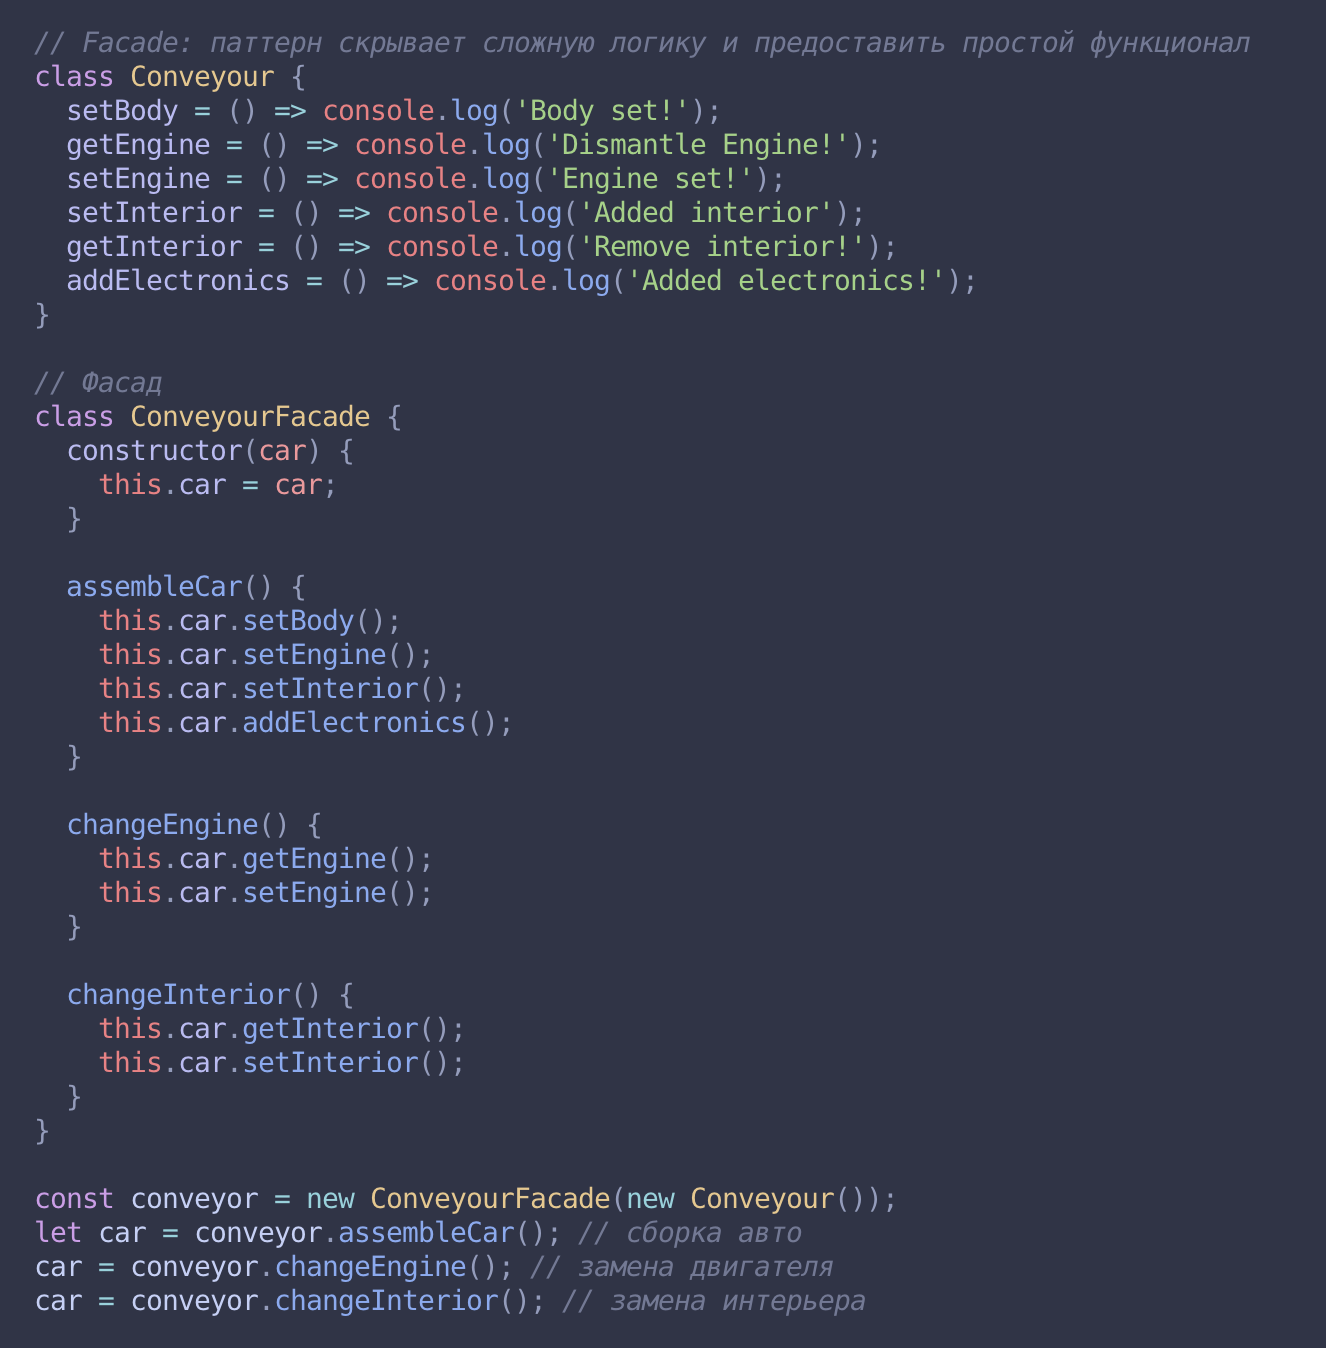 // Facade: паттерн скрывает сложную логику и предоставить простой функционал
class Conveyour {
  setBody = () => console.log('Body set!');
  getEngine = () => console.log('Dismantle Engine!');
  setEngine = () => console.log('Engine set!');
  setInterior = () => console.log('Added interior');
  getInterior = () => console.log('Remove interior!');
  addElectronics = () => console.log('Added electronics!');
}

// Фасад
class ConveyourFacade {
  constructor(car) {
    this.car = car;
  }

  assembleCar() {
    this.car.setBody();
    this.car.setEngine();
    this.car.setInterior();
    this.car.addElectronics();
  }

  changeEngine() {
    this.car.getEngine();
    this.car.setEngine();
  }

  changeInterior() {
    this.car.getInterior();
    this.car.setInterior();
  }
}

const conveyor = new ConveyourFacade(new Conveyour());
let car = conveyor.assembleCar(); // сборка авто
car = conveyor.changeEngine(); // замена двигателя
car = conveyor.changeInterior(); // замена интерьера